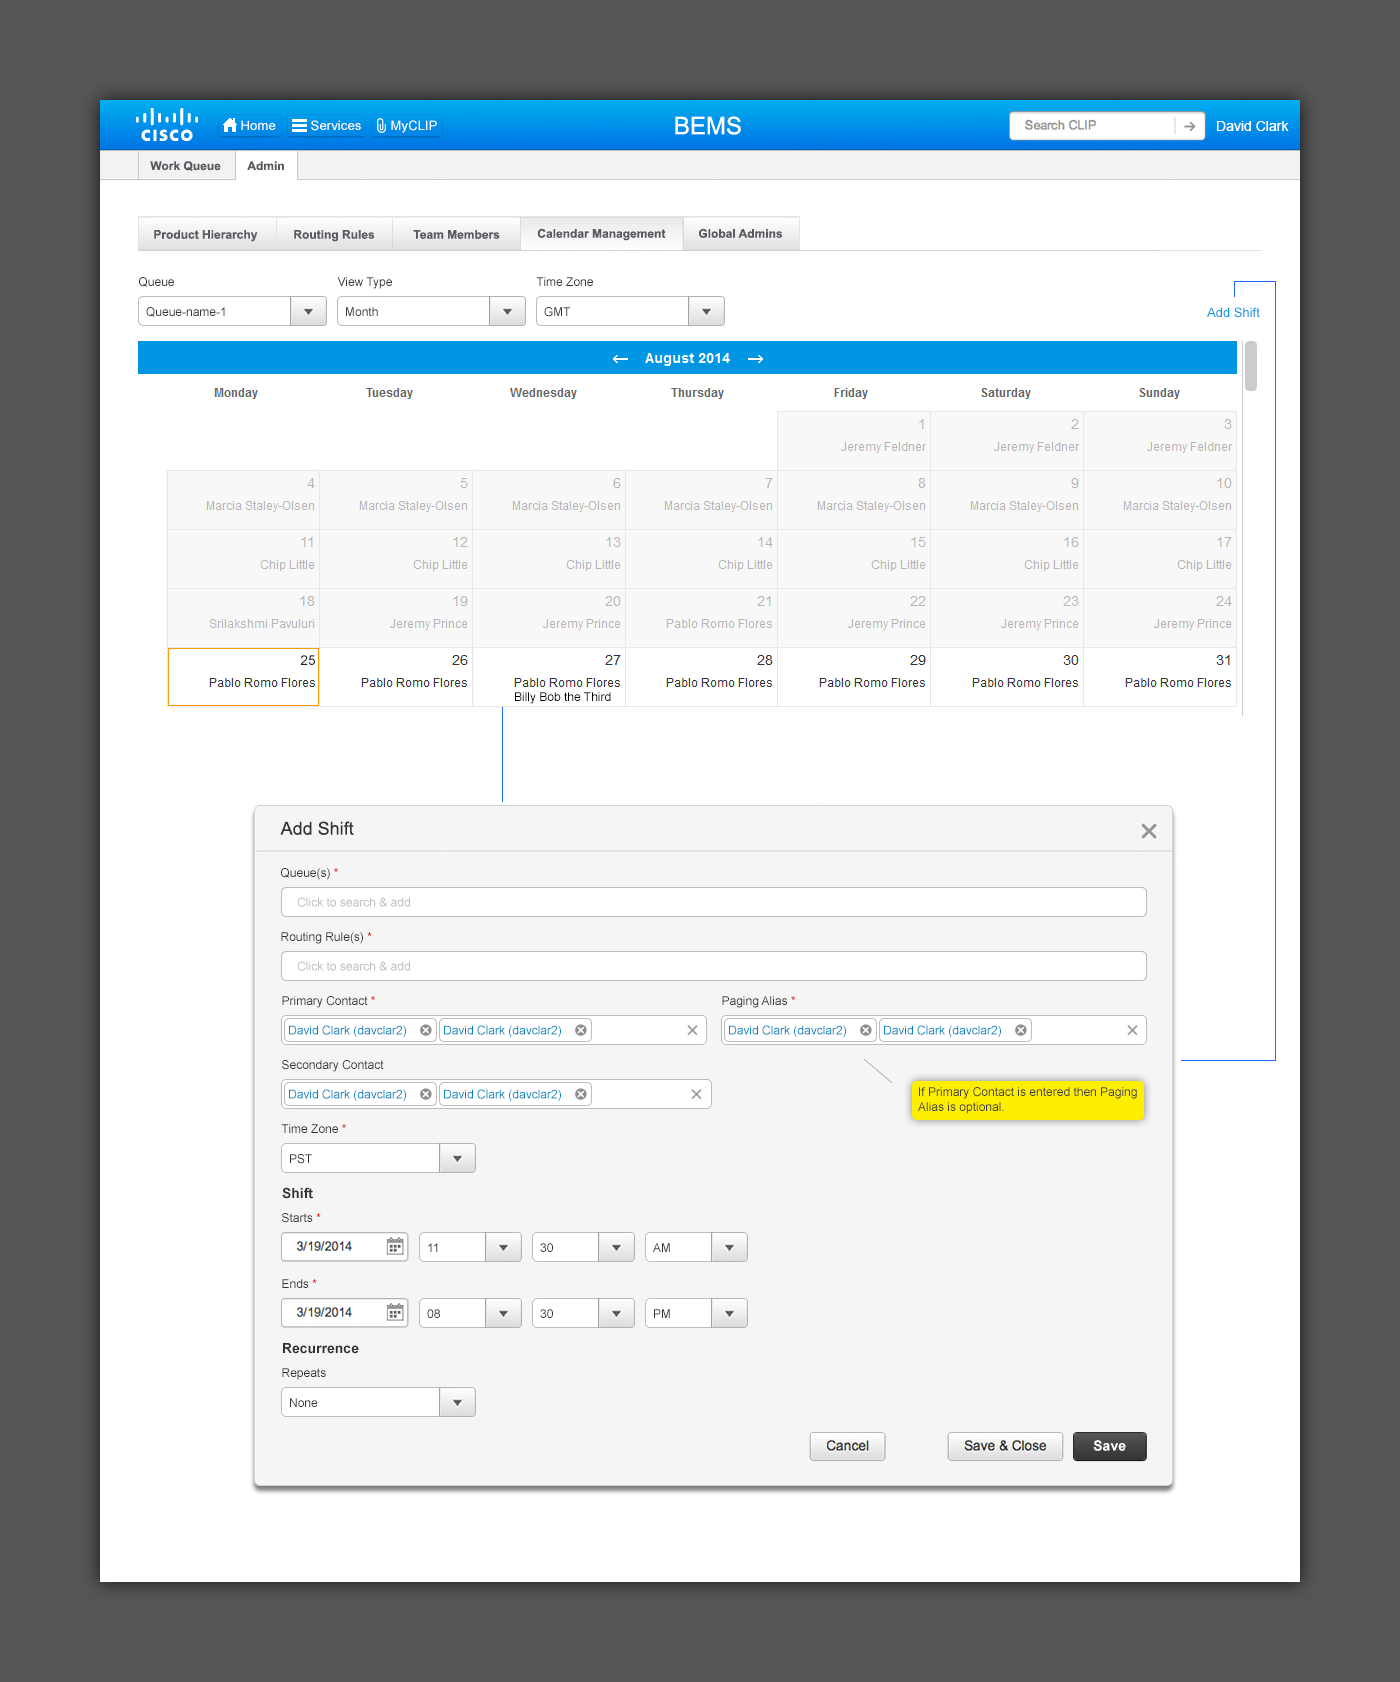 CISCO Home Services MyCLIP BEMS Search CLIP David Clark
Work Queue Admin
Product Hierarchy Routing Rules Team Members Calendar Management Global Admins
Queue View Type Time Zone
Queue-name-1 Month GMT Add Shift
August 2014
Monday Tuesday Wednesday Thursday Friday Saturday Sunday
1 2 3
Jeremy Feldner Jeremy Feldner Jeremy Feldner
4 5 6 7 8 9 10
Marcia Staley-Olsen Marcia Staley-Olsen Marcia Staley-Olsen Marcia Staley-Olsen Marcia Staley-Olsen Marcia Staley-Olsen Marcia Staley-Olsen
11 12 13 14 15 16 17
Chip Little Chip Little Chip Little Chip Little Chip Little Chip Little Chip Little
18 19 20 21 22 23 24
Srilakshmi Pavuluri Jeremy Prince Jeremy Prince Pablo Romo Flores Jeremy Prince Jeremy Prince Jeremy Prince
25 26 27 28 29 30 31
Pablo Romo Flores Pablo Romo Flores Pablo Romo Flores Pablo Romo Flores Pablo Romo Flores Pablo Romo Flores Pablo Romo Flores
Billy Bob the Third
Add Shift
Queue(s) *
Click to search & add
Routing Rule(s) *
Click to search & add
Primary Contact * Paging Alias *
David Clark (davclar2) David Clark (davclar2) David Clark (davclar2) David Clark (davclar2)
Secondary Contact
David Clark (davclar2) David Clark (davclar2)
If Primary Contact is entered then Paging
Alias is optional.
Time Zone *
PST
Shift
Starts *
3/19/2014 11 30 AM
Ends *
3/19/2014 08 30 PM
Recurrence
Repeats
None
Cancel Save & Close Save